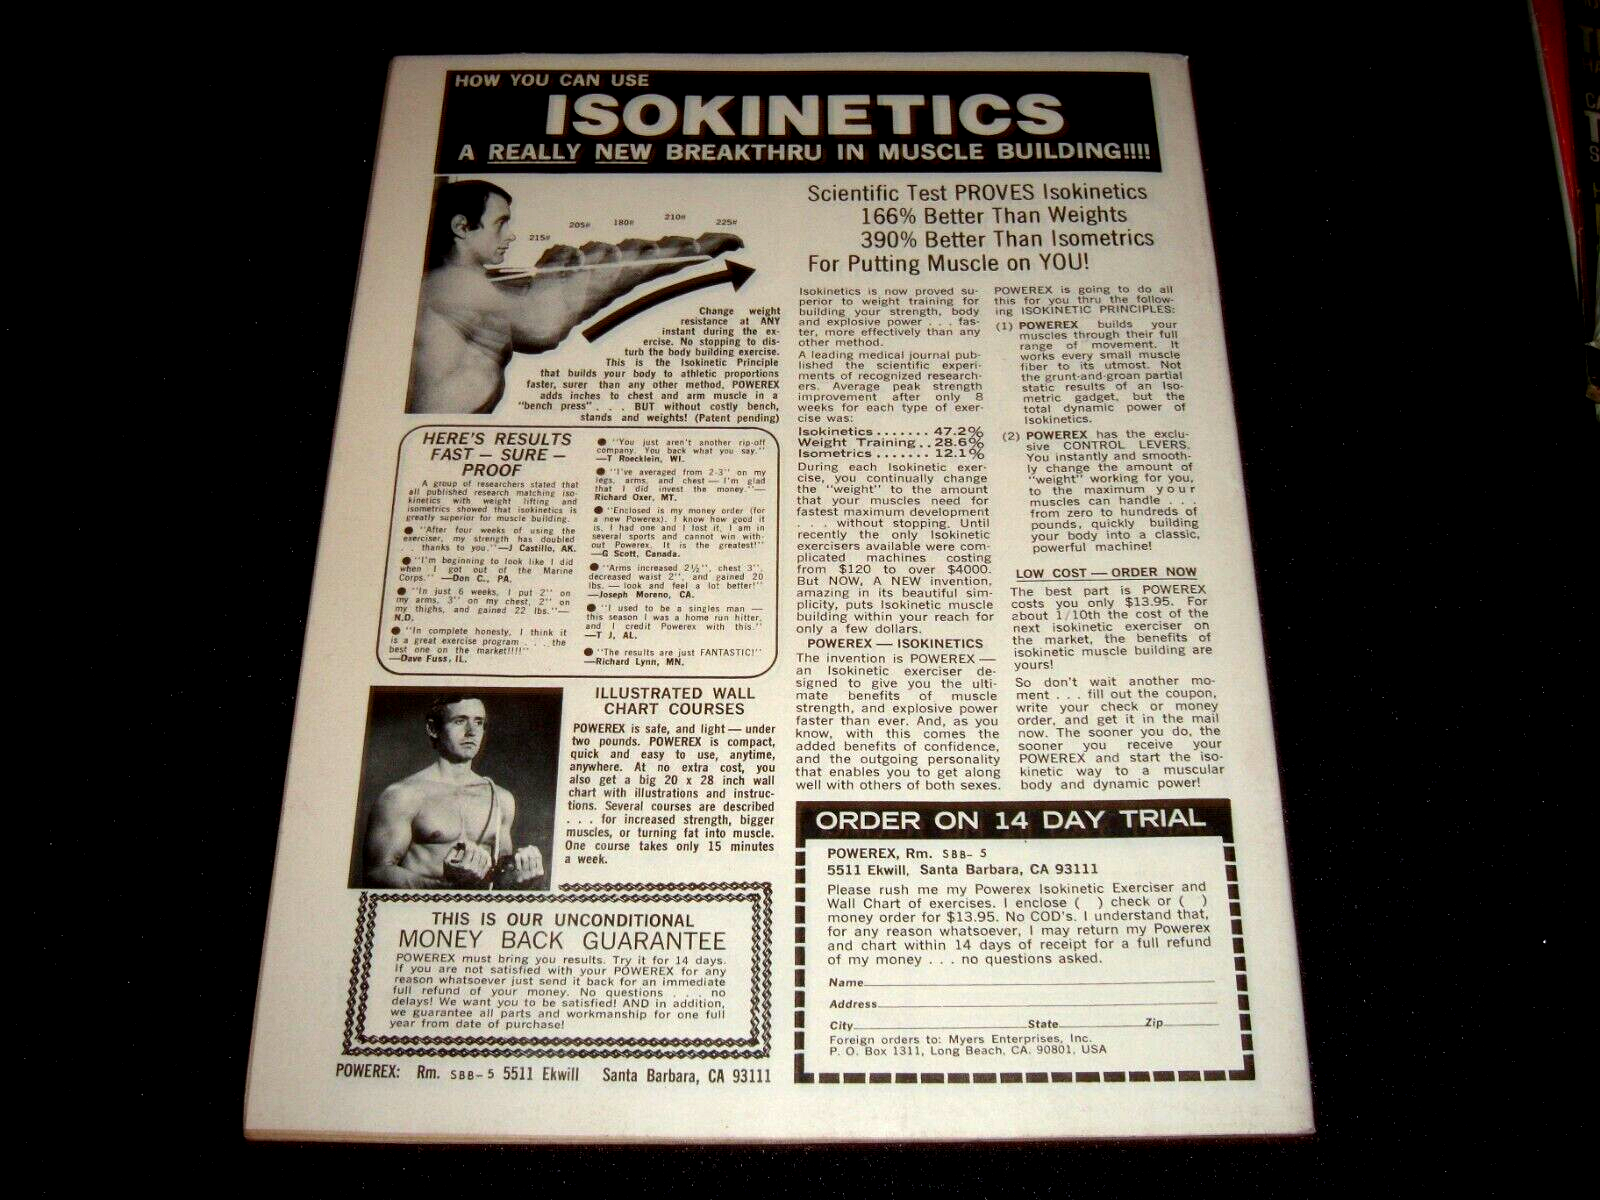 HOW YOU CAN USE
ISOKINETICS
A REALLY NEW BREAKTHRU IN MUSCLE BUILDING!!!!
215#
205#
180#
210#
225#
Change weight
resistance at ANY
instant during the ex-
ercise. No stopping to dis-
turb the body building exercise.
This is the Isokinetic Principle
that builds your body to athletic proportions
faster, surer than any other method. POWEREX
adds inches to chest and arm muscle in a
"bench press" . . . BUT without costly bench,
stands and weights! (Patent pending)
HERE'S RESULTS
FAST — SURE —
PROOF
A group of researchers stated that
all published research matching iso-
kinetics with weight lifting and
isometrics showed that isokinetics is
greatly superior for muscle building.
● "After four weeks of using the
exerciser, my strength has doubled
. . thanks to you."—J Castillo, AK.
● "I'm beginning to look like I did
when I got out of the Marine
Corps." —Don C., PA.
● "In just 6 weeks, I put 2" on
my arms, 3" on my chest, 2" on
my thighs, and gained 22 lbs."—
N.D.
● "In complete honesty, I think it
is a great exercise program . . . the
best one on the market!!!!"
—Dave Fuss, IL.
● "You just aren't another rip-off
company. You back what you say."
—T Roecklein, WI.
● "I've averaged from 2-3" on my
legs, arms, and chest — I'm glad
that I did invest the money."—
Richard Oxer, MT.
● "Enclosed is my money order (for
a new Powerex). I know how good it
is, I had one and I lost it, I am in
several sports and cannot win with-
out Powerex. It is the greatest!"
—G Scott, Canada.
● "Arms increased 2½", chest 3",
decreased waist 2", and gained 20
lbs. — look and feel a lot better!"
—Joseph Moreno, CA.
● "I used to be a singles man —
this season I was a home run hitter,
and I credit Powerex with this."
—T J, AL.
● "The results are just FANTASTIC!"
—Richard Lynn, MN.
ILLUSTRATED WALL
CHART COURSES
POWEREX is safe, and light — under
two pounds. POWEREX is compact,
quick and easy to use, anytime,
anywhere. At no extra cost, you
also get a big 20 x 28 inch wall
chart with illustrations and instruc-
tions. Several courses are described
. . . for increased strength, bigger
muscles, or turning fat into muscle.
One course takes only 15 minutes
a week.
THIS IS OUR UNCONDITIONAL
MONEY BACK GUARANTEE
POWEREX must bring you results. Try it for 14 days.
If you are not satisfied with your POWEREX for any
reason whatsoever just send it back for an immediate
full refund of your money. No questions . . . no
delays! We want you to be satisfied! AND in addition,
we guarantee all parts and workmanship for one full
year from date of purchase!
POWEREX: Rm. SBB-5 5511 Ekwill Santa Barbara, CA 93111
Scientific Test PROVES Isokinetics
166% Better Than Weights
390% Better Than Isometrics
For Putting Muscle on YOU!
Isokinetics is now proved su-
perior to weight training for
building your strength, body
and explosive power . . . fas-
ter, more effectively than any
other method.
A leading medical journal pub-
lished the scientific experi-
ments of recognized research-
ers. Average peak strength
improvement after only 8
weeks for each type of exer-
cise was:
Isokinetics ....... 47.2%
Weight Training .. 28.6%
Isometrics ....... 12.1%
During each Isokinetic exer-
cise, you continually change
the "weight" to the amount
that your muscles need for
fastest maximum development
. . . without stopping. Until
recently the only Isokinetic
exercisers available were com-
plicated machines costing
from $120 to over $4000.
But NOW, A NEW invention,
amazing in its beautiful sim-
plicity, puts Isokinetic muscle
building within your reach for
only a few dollars.
POWEREX — ISOKINETICS
The invention is POWEREX —
an Isokinetic exerciser de-
signed to give you the ulti-
mate benefits of muscle
strength, and explosive power
faster than ever. And, as you
know, with this comes the
added benefits of confidence,
and the outgoing personality
that enables you to get along
well with others of both sexes.
POWEREX is going to do all
this for you thru the follow-
ing ISOKINETIC PRINCIPLES:
(1) POWEREX builds your
muscles through their full
range of movement. It
works every small muscle
fiber to its utmost. Not
the grunt-and-groan partial
static results of an Iso-
metric gadget, but the
total dynamic power of
Isokinetics.
(2) POWEREX has the exclu-
sive CONTROL LEVERS.
You instantly and smooth-
ly change the amount of
"weight" working for you,
to the maximum your
muscles can handle . . .
from zero to hundreds of
pounds, quickly building
your body into a classic,
powerful machine!
LOW COST — ORDER NOW
The best part is POWEREX
costs you only $13.95. For
about 1/10th the cost of the
next isokinetic exerciser on
the market, the benefits of
isokinetic muscle building are
yours!
So don't wait another mo-
ment . . . fill out the coupon,
write your check or money
order, and get it in the mail
now. The sooner you do, the
sooner you receive your
POWEREX and start the iso-
kinetic way to a muscular
body and dynamic power!
ORDER ON 14 DAY TRIAL
POWEREX, Rm. SBB-5
5511 Ekwill, Santa Barbara, CA 93111
Please rush me my Powerex Isokinetic Exerciser and
Wall Chart of exercises. I enclose ( ) check or ( )
money order for $13.95. No COD's. I understand that,
for any reason whatsoever, I may return my Powerex
and chart within 14 days of receipt for a full refund
of my money . . . no questions asked.
Name
Address
City State Zip
Foreign orders to: Myers Enterprises, Inc.
P. O. Box 1311, Long Beach, CA. 90801, USA